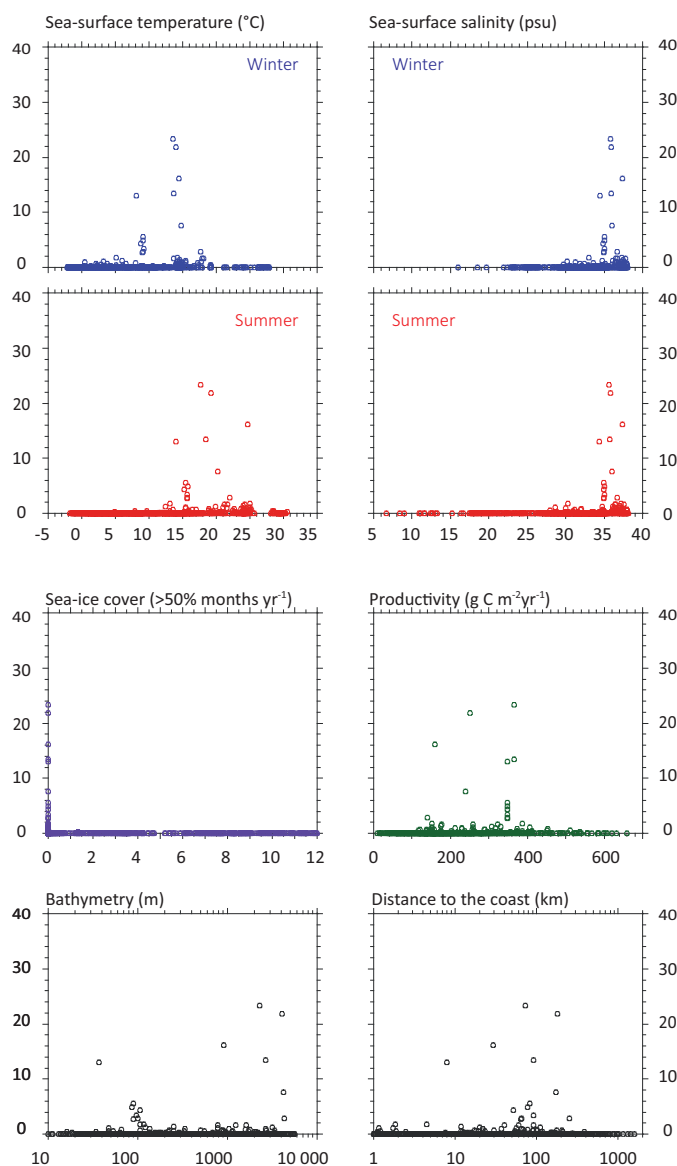 Sea-surface temperature (°C) Sea-surface salinity (psu)
40 40
Winter Winter
30 30
20 20
10 10
0 0
40 40
Summer Summer
30 30
20 20
10 10
0 0
-5 0 5 10 15 20 25 30 35 5 10 15 20 25 30 35 40
Sea-ice cover (>50% months yr⁻¹) Productivity (g C m⁻²yr⁻¹)
40 40
30 30
20 20
10 10
0 0
0 2 4 6 8 10 12 0 200 400 600
Bathymetry (m) Distance to the coast (km)
40 40
30 30
20 20
10 10
0 0
10 100 1000 10 000 1 10 100 1000